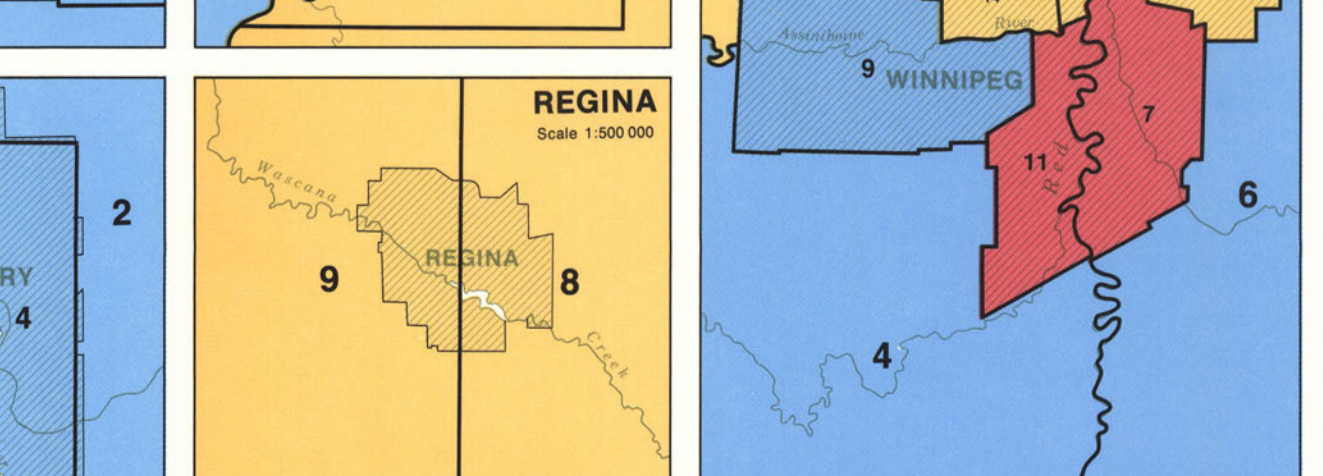 2
RY
4
REGINA
Scale 1:500 000
Wascana
REGINA
9
8
Creek
River
Assiniboine
9
WINNIPEG
7
11
Red
6
4